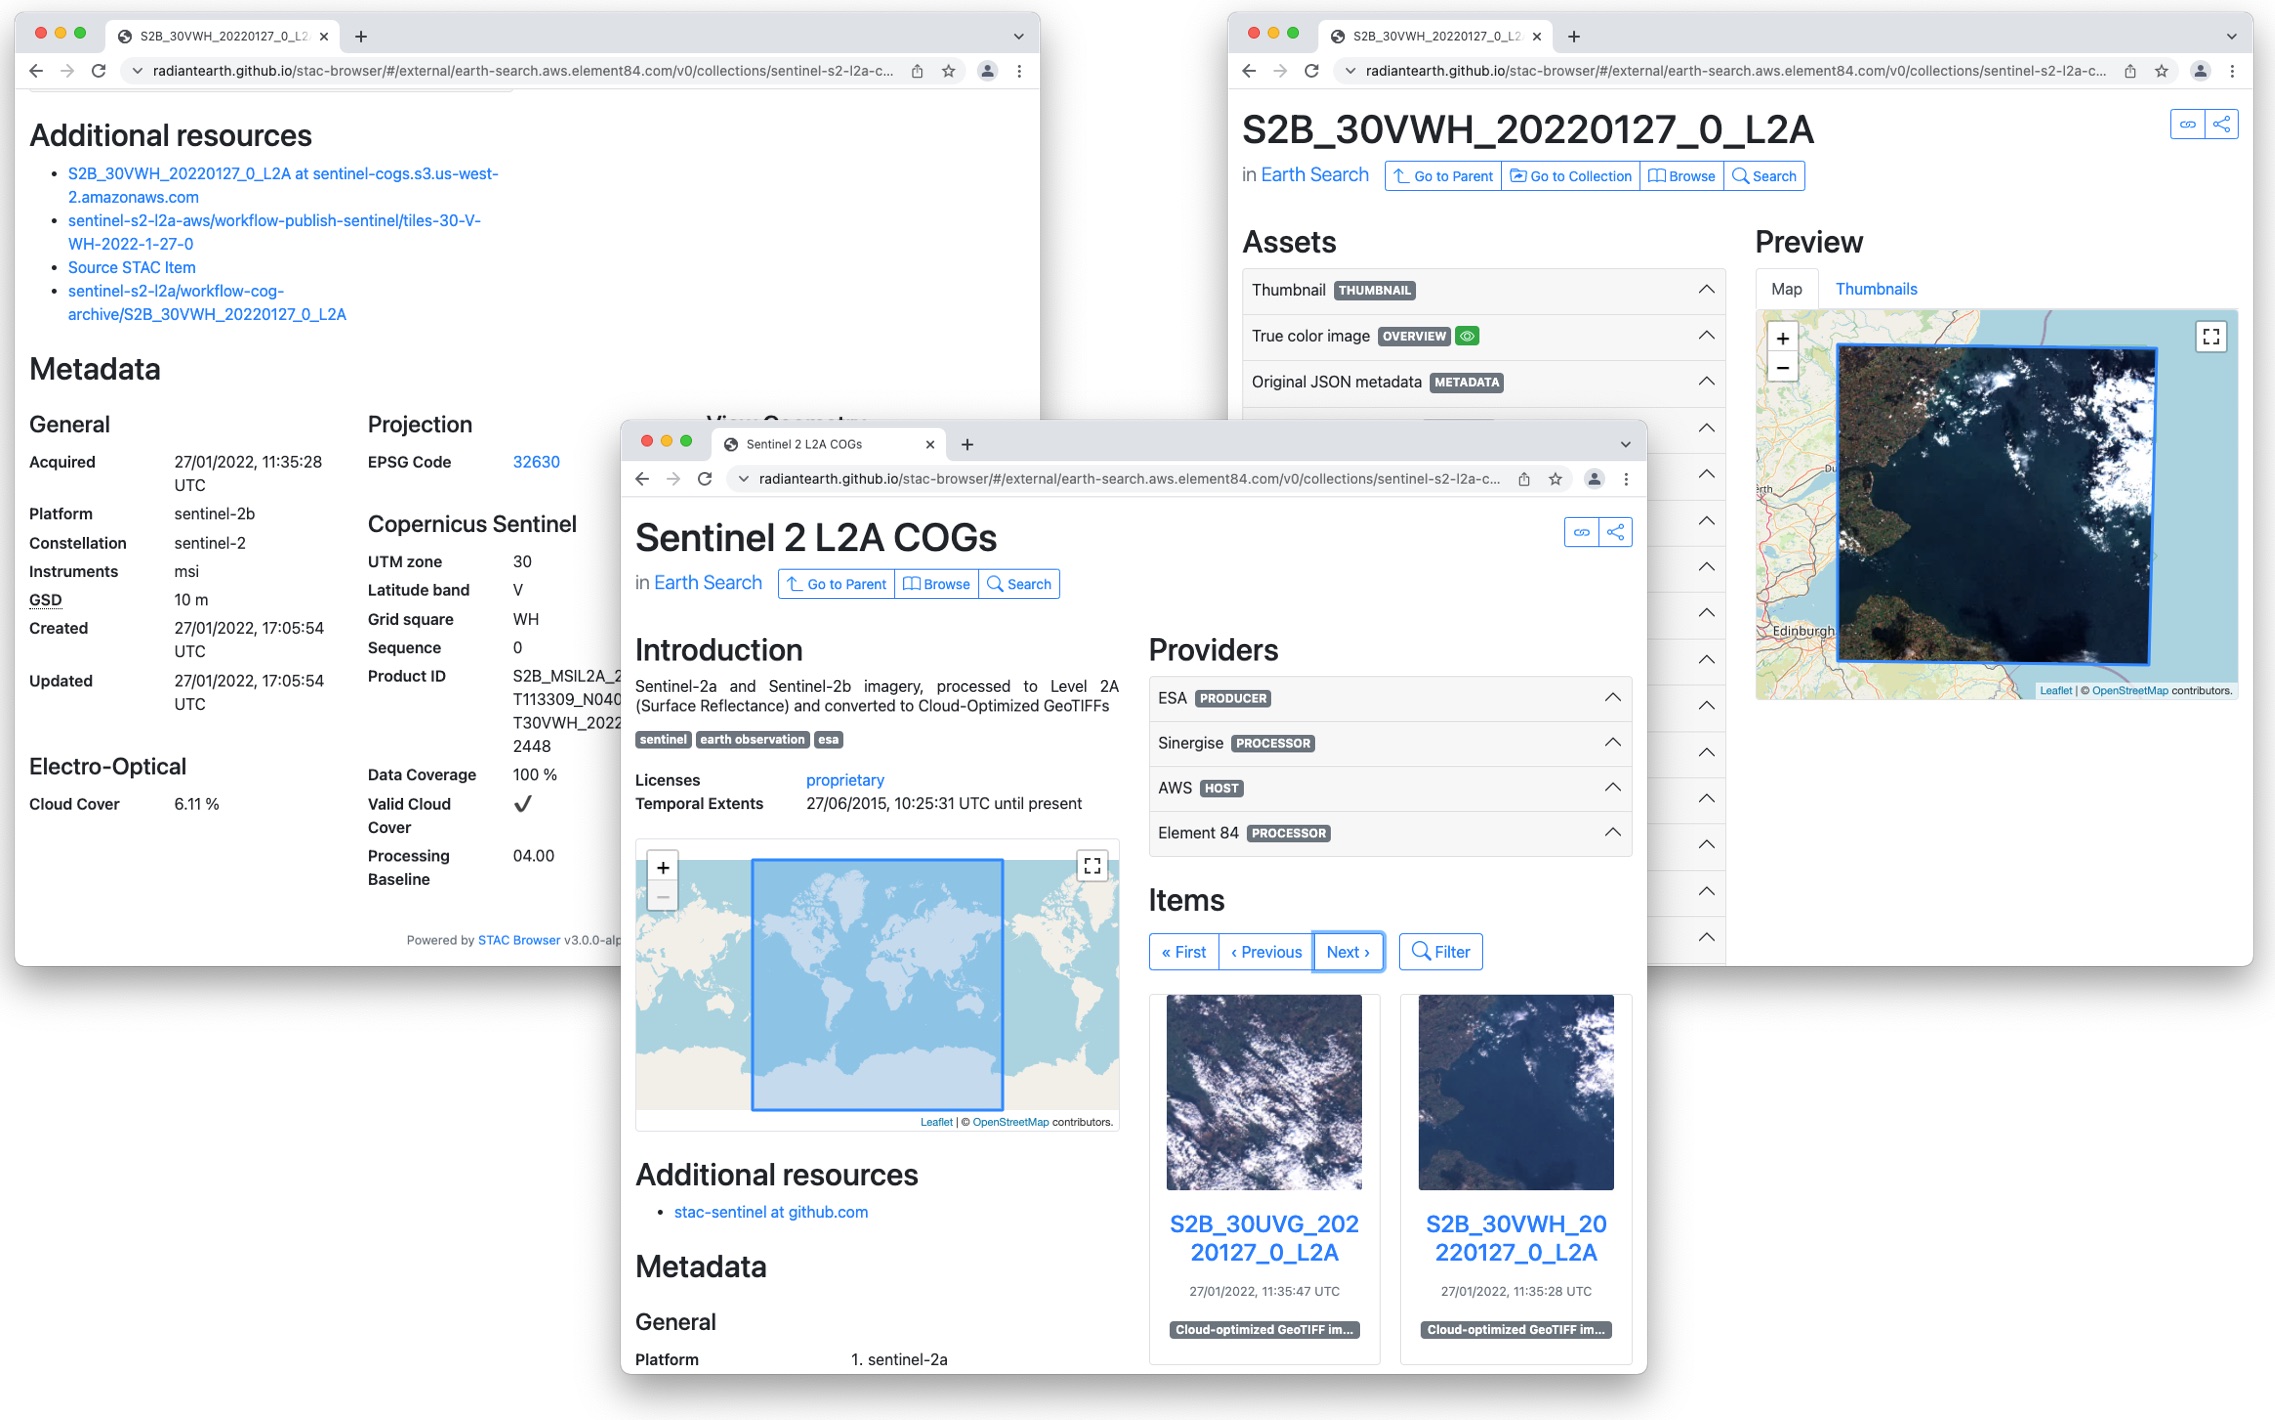 S2B_30VWH_20220127_0_L2
radiantearth.github.io/stac-browser/#/external/earth-search.aws.element84.com/v0/collections/sentinel-s2-l2a-c...
Additional resources
S2B_30VWH_20220127_0_L2A at sentinel-cogs.s3.us-west-
2.amazonaws.com
sentinel-s2-l2a-aws/workflow-publish-sentinel/tiles-30-V-
WH-2022-1-27-0
Source STAC Item
sentinel-s2-l2a/workflow-cog-
archive/S2B_30VWH_20220127_0_L2A
Metadata
General
Acquired 27/01/2022, 11:35:28
UTC
Platform sentinel-2b
Constellation sentinel-2
Instruments msi
GSD 10 m
Created 27/01/2022, 17:05:54
UTC
Updated 27/01/2022, 17:05:54
UTC
Electro-Optical
Cloud Cover 6.11 %
Projection
EPSG Code 32630
Copernicus Sentinel
UTM zone 30
Latitude band V
Grid square WH
Sequence 0
Product ID S2B_MSIL2A_2
T113309_N040
T30VWH_2022
2448
Data Coverage 100 %
Valid Cloud
Cover
Processing 04.00
Baseline
View Geometry
Powered by STAC Browser v3.0.0-alp
S2B_30VWH_20220127_0_L2
radiantearth.github.io/stac-browser/#/external/earth-search.aws.element84.com/v0/collections/sentinel-s2-l2a-c...
S2B_30VWH_20220127_0_L2A
in Earth Search Go to Parent Go to Collection Browse Search
Assets
Thumbnail THUMBNAIL
True color image OVERVIEW
Original JSON metadata METADATA
Preview
Map Thumbnails
+
−
Du
erth
Edinburgh
Leaflet | © OpenStreetMap contributors.
Sentinel 2 L2A COGs
radiantearth.github.io/stac-browser/#/external/earth-search.aws.element84.com/v0/collections/sentinel-s2-l2a-c...
Sentinel 2 L2A COGs
in Earth Search Go to Parent Browse Search
Introduction
Sentinel-2a and Sentinel-2b imagery, processed to Level 2A
(Surface Reflectance) and converted to Cloud-Optimized GeoTIFFs
sentinel earth observation esa
Licenses proprietary
Temporal Extents 27/06/2015, 10:25:31 UTC until present
+
−
Leaflet | © OpenStreetMap contributors.
Additional resources
stac-sentinel at github.com
Metadata
General
Platform 1. sentinel-2a
Providers
ESA PRODUCER
Sinergise PROCESSOR
AWS HOST
Element 84 PROCESSOR
Items
« First ‹ Previous Next › Filter
S2B_30UVG_202
20127_0_L2A
27/01/2022, 11:35:47 UTC
Cloud-optimized GeoTIFF im...
S2B_30VWH_20
220127_0_L2A
27/01/2022, 11:35:28 UTC
Cloud-optimized GeoTIFF im...